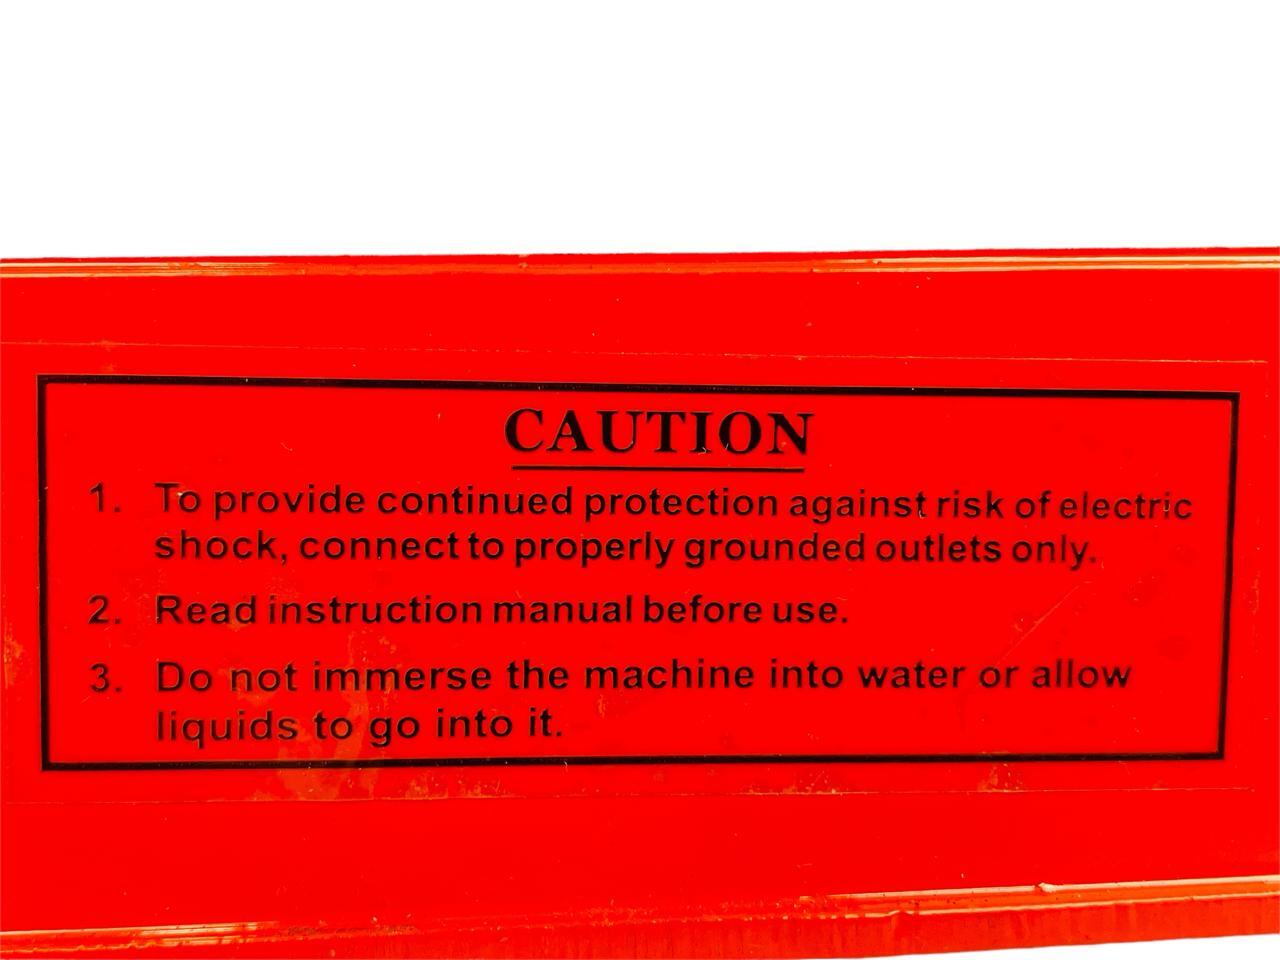 CAUTION
1. To provide continued protection against risk of electric
shock, connect to properly grounded outlets only.
2. Read instruction manual before use.
3. Do not immerse the machine into water or allow
liquids to go into it.